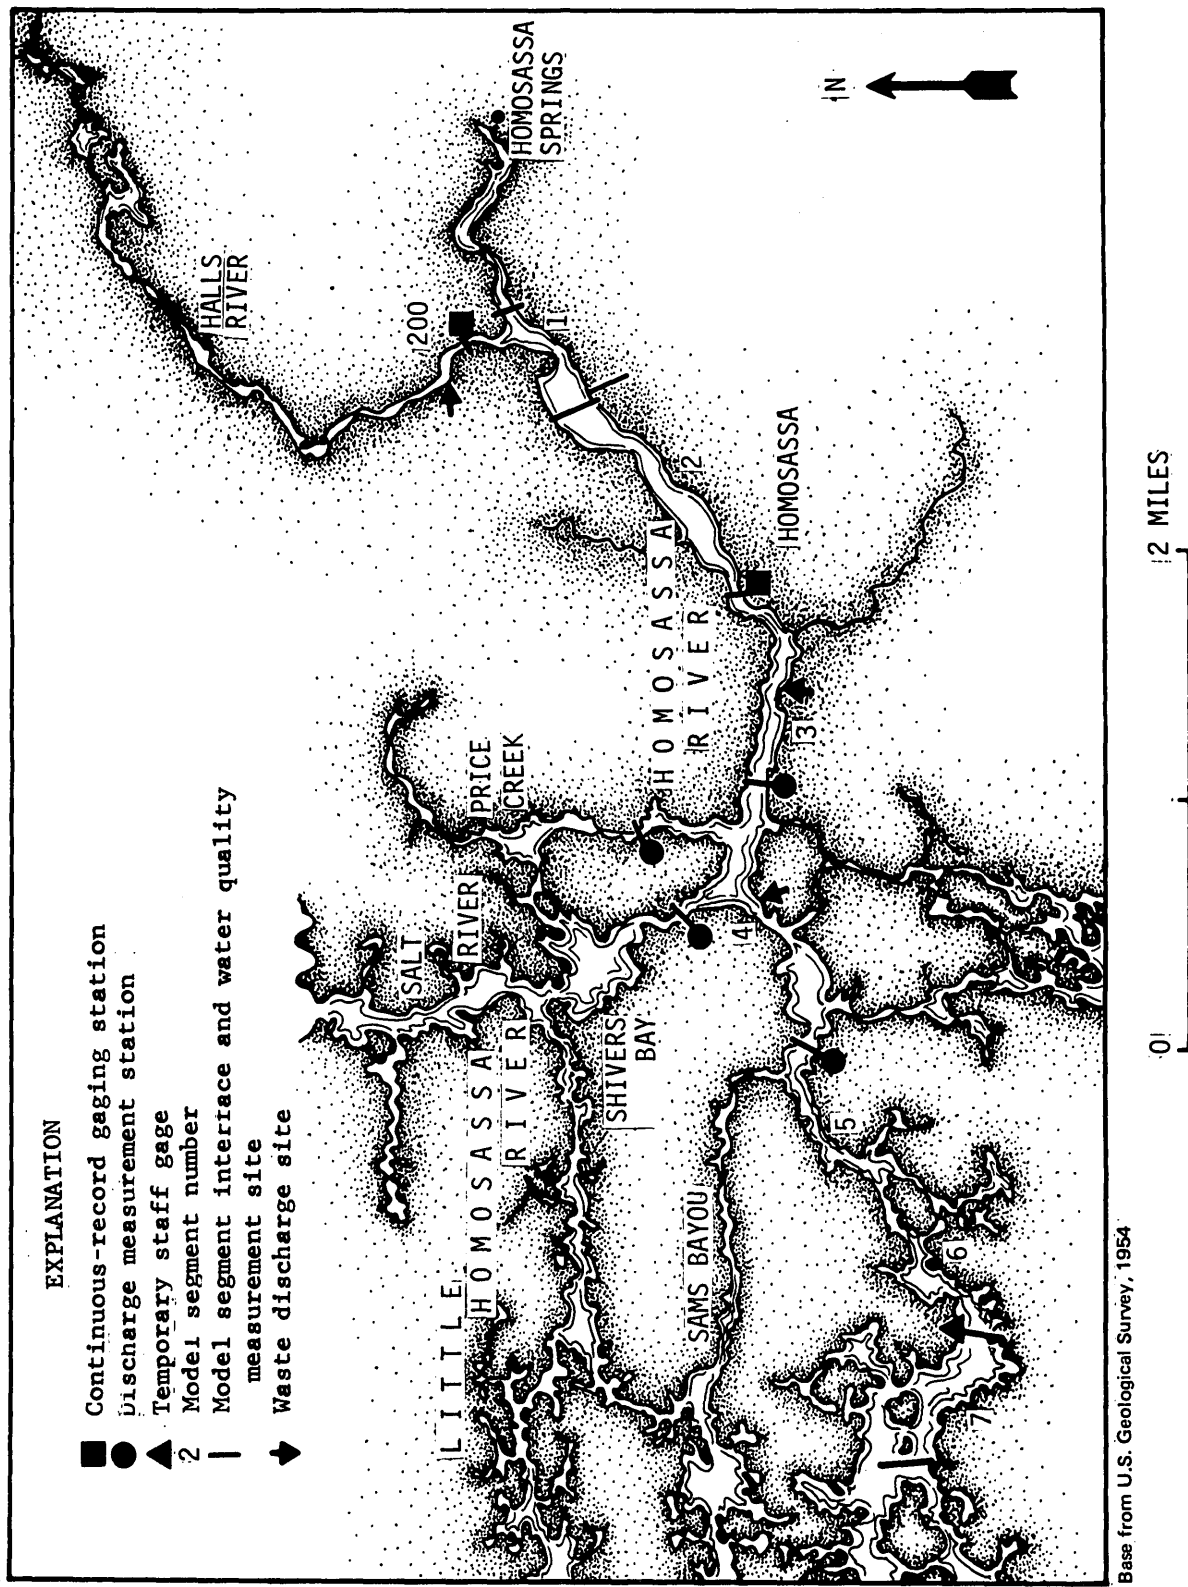 EXPLANATION
Continuous-record gaging station
Discharge measurement station
Temporary staff gage
2 Model segment number
Model segment interface and water quality
measurement site
Waste discharge site
HALLS
RIVER
HOMOSASSA
SPRINGS
N
200
1
2
HOMOSASSA
HOMOSASSA
RIVER
3
PRICE
CREEK
SALT
RIVER
4
SHIVERS
BAY
LITTLE
HOMOSASSA
RIVER
SAMS BAYOU
5
6
7
0
2 MILES
Base from U.S. Geological Survey, 1954